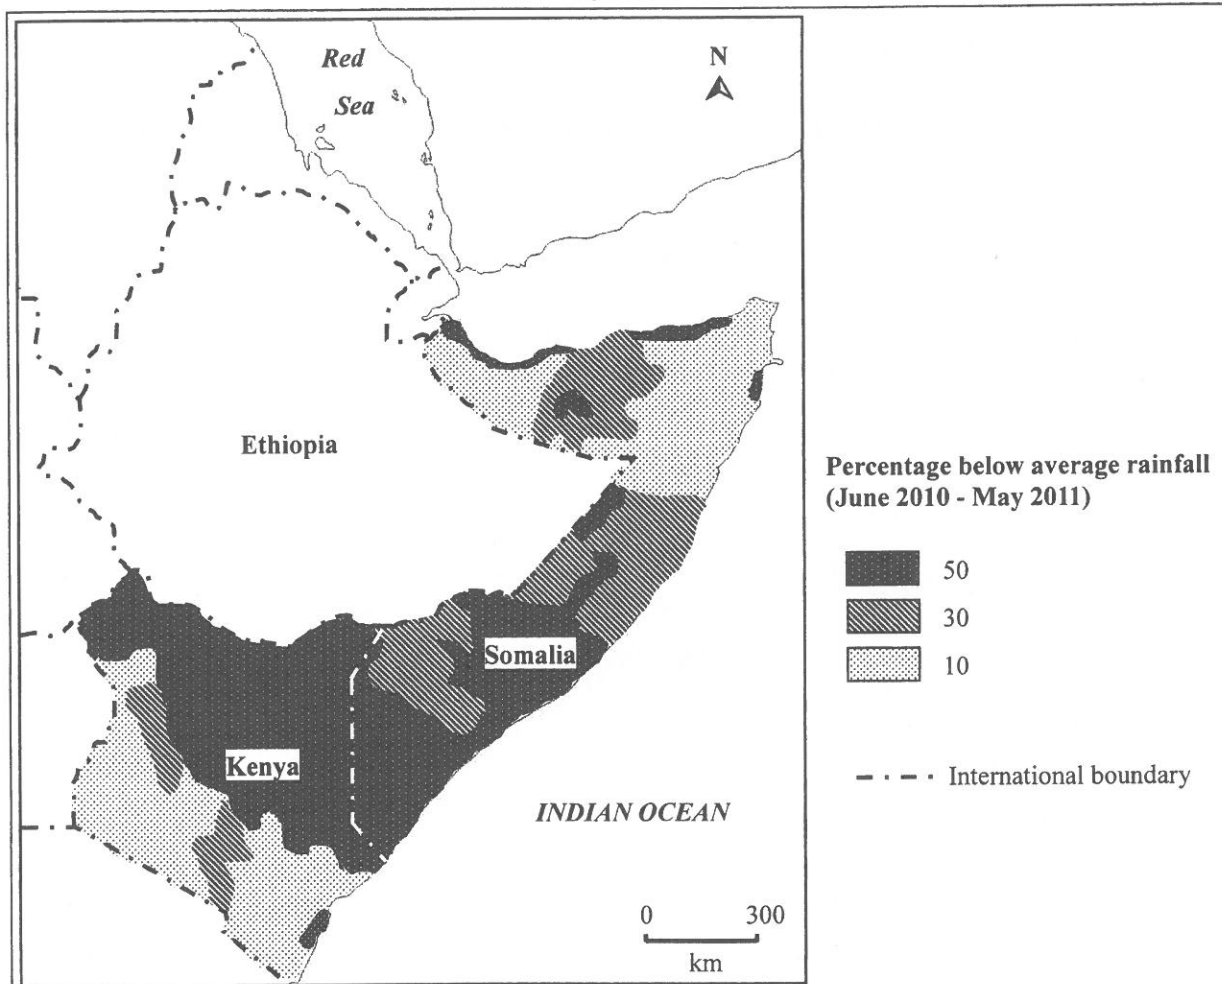 Red
Sea
N
Ethiopia
Percentage below average rainfall
(June 2010 - May 2011)
50
30
10
Somalia
Kenya
International boundary
INDIAN OCEAN
0 300
km